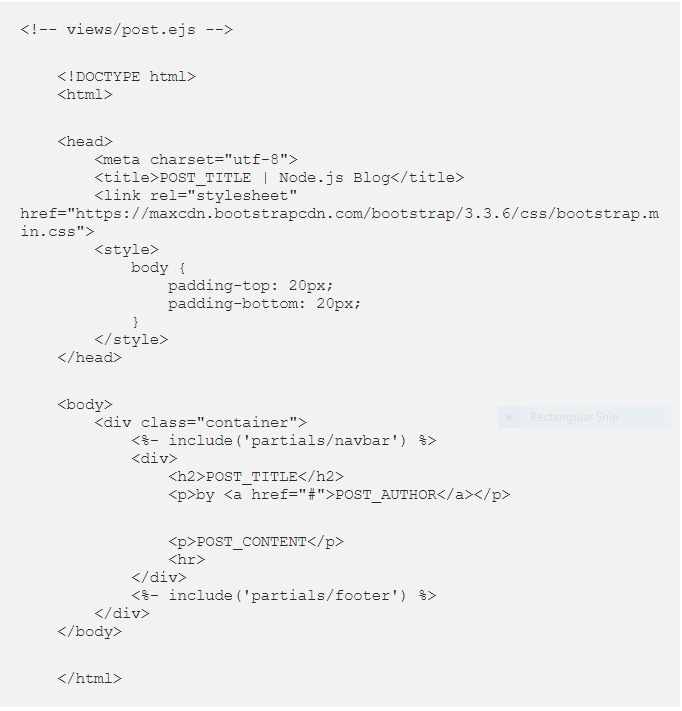 <!-- views/post.ejs -->
<!DOCTYPE html>
<html>
<head>
<meta charset="utf-8">
<title>POST_TITLE | Node.js Blog</title>
<link rel="stylesheet"
href="https://maxcdn.bootstrapcdn.com/bootstrap/3.3.6/css/bootstrap.m
in.css">
<style>
body {
padding-top: 20px;
padding-bottom: 20px;
}
</style>
</head>
<body>
<div class="container">
Rectangular Snip
<%- include('partials/navbar') %>
<div>
<h2>POST_TITLE</h2>
<p>by <a href="#">POST_AUTHOR</a></p>
<p>POST_CONTENT</p>
<hr>
</div>
<%- include('partials/footer') %>
</div>
</body>
</html>